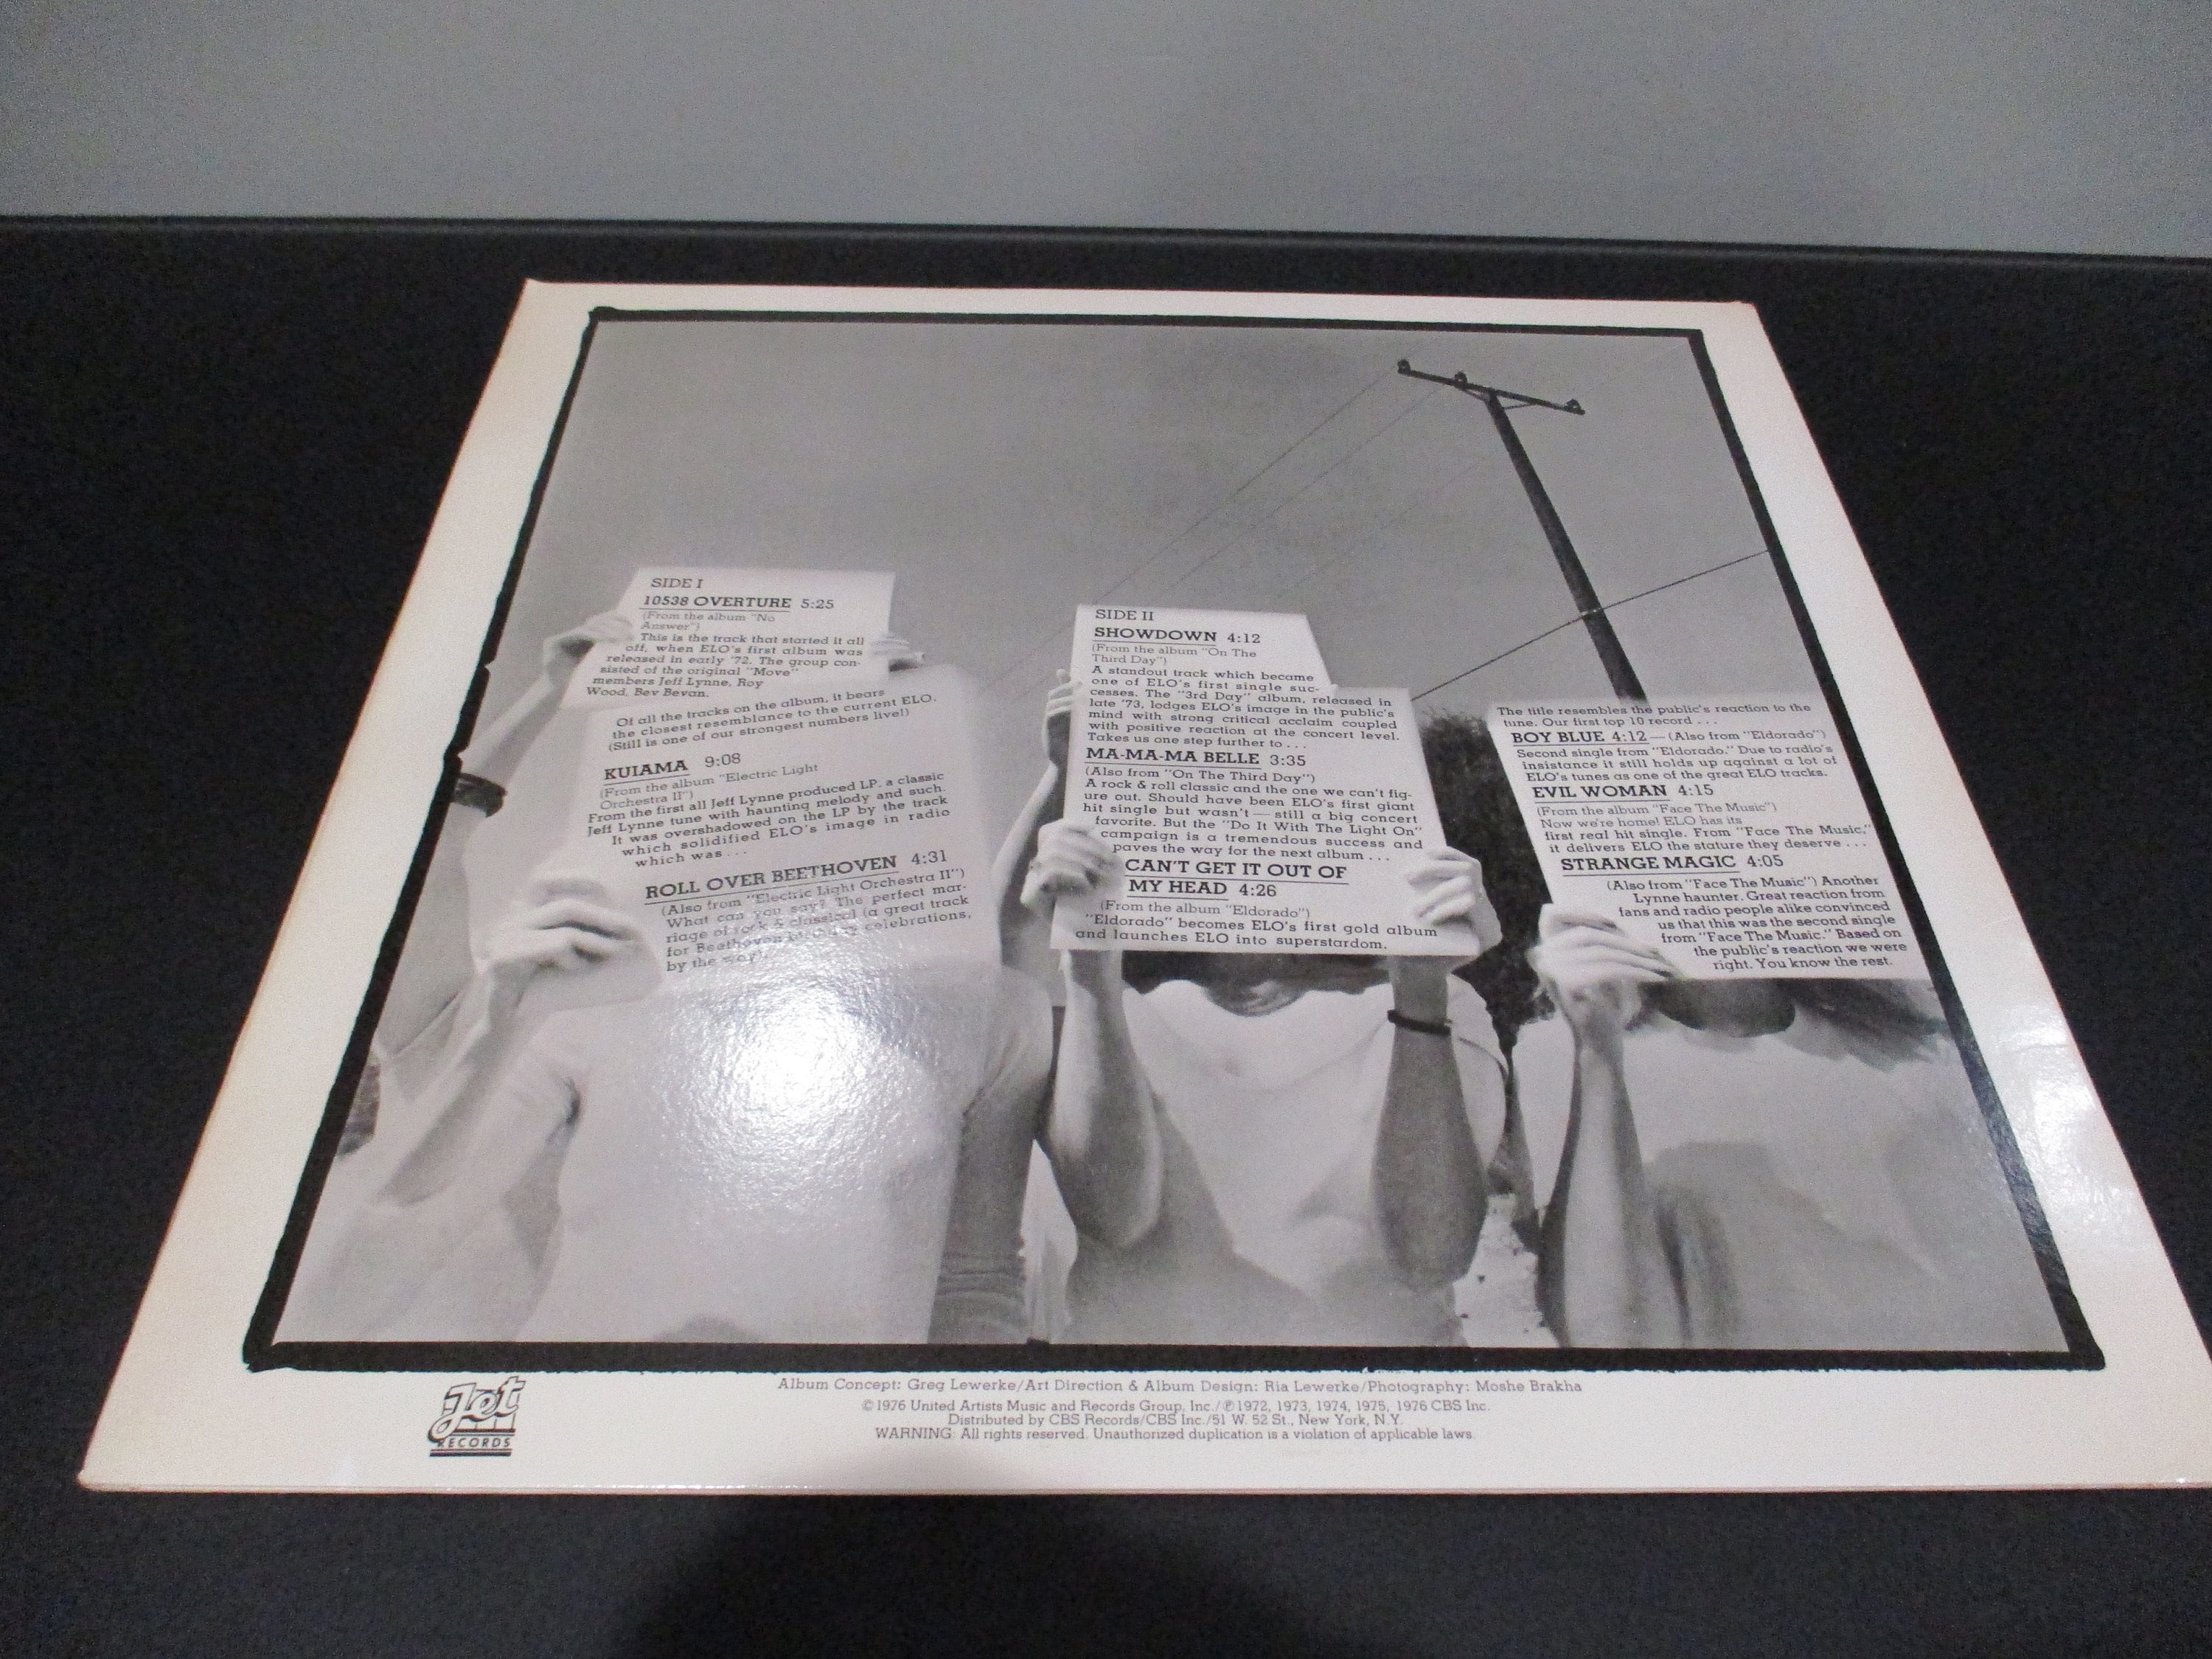 SIDE I
10538 OVERTURE 5:25
(From the album "No
Answer")
This is the track that started it all
off, when ELO's first album was
released in early '72. The group con-
sisted of the original "Move"
members Jeff Lynne, Roy
Wood, Bev Bevan.
Of all the tracks on the album, it bears
the closest resemblance to the current ELO.
(Still is one of our strongest numbers live!)
KUIAMA 9:08
(From the album "Electric Light
Orchestra II")
From the first all Jeff Lynne produced LP, a classic
Jeff Lynne tune with haunting melody and such.
It was overshadowed on the LP by the track
which solidified ELO's image in radio
which was...
ROLL OVER BEETHOVEN 4:31
(Also from "Electric Light Orchestra II")
What can you say? The perfect mar-
riage of rock & classical (a great track
for Beethoven birthday celebrations,
by the way).
SIDE II
SHOWDOWN 4:12
(From the album "On The
Third Day")
A standout track which became
one of ELO's first single suc-
cesses. The "3rd Day" album, released in
late '73, lodges ELO's image in the public's
mind with strong critical acclaim coupled
with positive reaction at the concert level.
Takes us one step further to...
MA-MA-MA BELLE 3:35
(Also from "On The Third Day")
A rock & roll classic and the one we can't fig-
ure out. Should have been ELO's first giant
hit single but wasn't — still a big concert
favorite. But the "Do It With The Light On"
campaign is a tremendous success and
paves the way for the next album ...
CAN'T GET IT OUT OF
MY HEAD 4:26
(From the album "Eldorado")
"Eldorado" becomes ELO's first gold album
and launches ELO into superstardom.
The title resembles the public's reaction to the
tune. Our first top 10 record ...
BOY BLUE 4:12 — (Also from "Eldorado")
Second single from "Eldorado." Due to radio's
insistance it still holds up against a lot of
ELO's tunes as one of the great ELO tracks.
EVIL WOMAN 4:15
(From the album "Face The Music")
Now we're home! ELO has its
first real hit single. From "Face The Music,"
it delivers ELO the stature they deserve ...
STRANGE MAGIC 4:05
(Also from "Face The Music") Another
Lynne haunter. Great reaction from
fans and radio people alike convinced
us that this was the second single
from "Face The Music." Based on
the public's reaction we were
right. You know the rest.
Jet
RECORDS
Album Concept: Greg Lewerke/Art Direction & Album Design: Ria Lewerke/Photography: Moshe Brakha
©1976 United Artists Music and Records Group, Inc./℗1972, 1973, 1974, 1975, 1976 CBS Inc.
Distributed by CBS Records/CBS Inc./51 W. 52 St., New York, N.Y.
WARNING: All rights reserved. Unauthorized duplication is a violation of applicable laws.